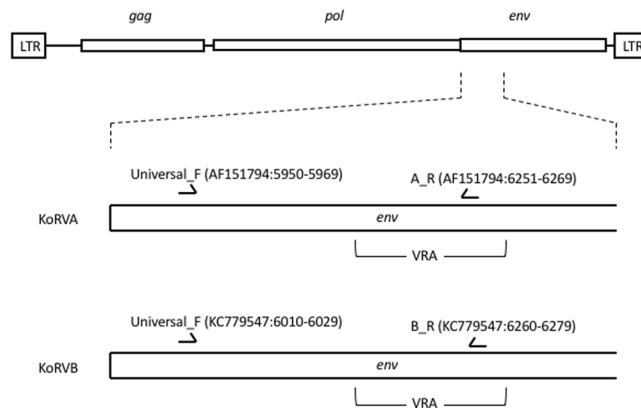 gag pol env
LTR LTR
Universal_F (AF151794:5950-5969)
A_R (AF151794:6251-6269)
KoRVA env
VRA
Universal_F (KC779547:6010-6029)
B_R (KC779547:6260-6279)
KoRVB env
VRA